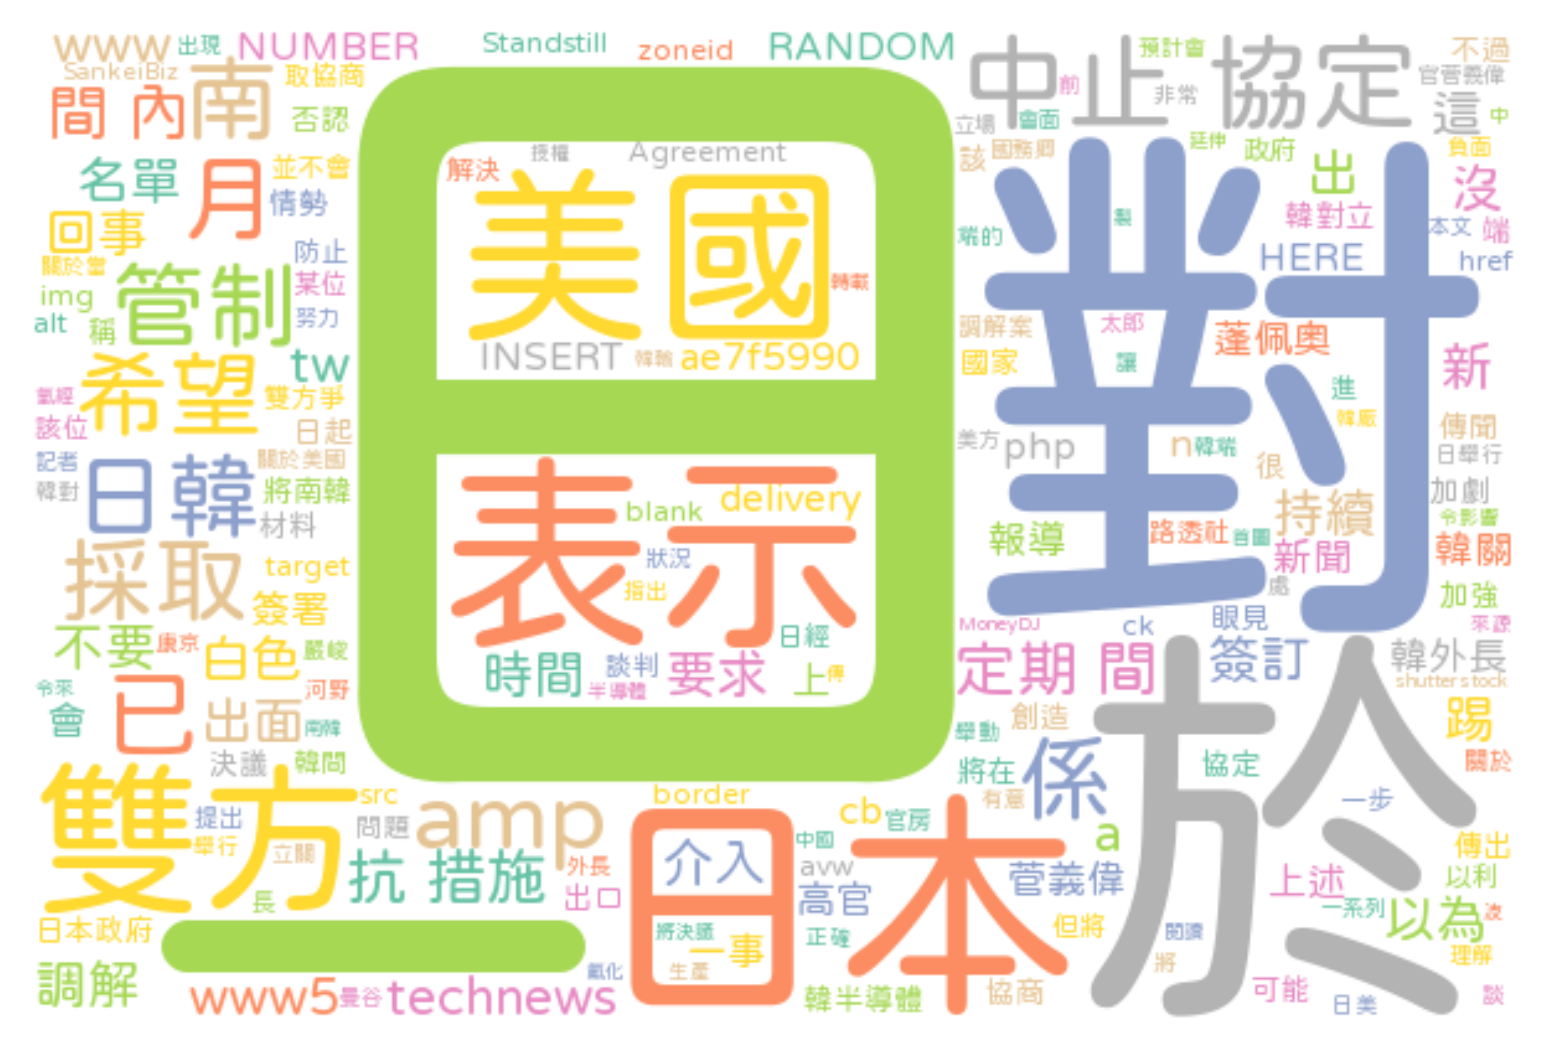 www 出現 NUMBER Standstill zoneid RANDOM
中止 協定 預計會 不過
SankeiBiz 南 取協商 前 非常 官菅義偉
間 內 否認 立場 會面 這 中
名單 月 並不會 解決 授權 Agreement 該 國務卿 延伸 政府 負面
情勢 美國 對 出 沒
回事 防止 端的 製 韓對立 本文 端
關於當 某位 轉載 HERE href
img 管制 努力
alt 稱 tw INSERT 韓輸 ae7f5990 調解案 太郎 蓬佩奧
希望 雙方爭 國家 讓 新
氫經 日起 進
該位 美方 php n 韓端 韓廠 傳聞
記者 日韓 關於美國 很 日舉行
韓對 將南韓 表示 delivery 持續 加劇
材料 blank 報導 路透社 首圖 令影響
採取 target 狀況 新聞 韓關
簽署 指出 處 加強
不要 康京 白色 嚴峻 日經 MoneyDJ ck 眼見 來源
令來 已 河野 時間 談判 要求 定期 間 簽訂 韓外長
會 出面 南韓 半導體 上 傳 shutterstock
創造 於 踢
決議 韓問 日 舉動 係 協定 關於
雙方 src border 將在 有意 一步
提出 問題 amp cb 官房 a
舉行 立關 介入 中國 傳出
抗 措施 外長 avw 菅義偉 上述 以利
長 出口 高官 本 一系列 以為
日本政府 一 將決議 一事 正確 但將 閱讀 理解
調解 生產 將
www5 曼谷 technews 日 韓半導體 協商 可能 日美 談